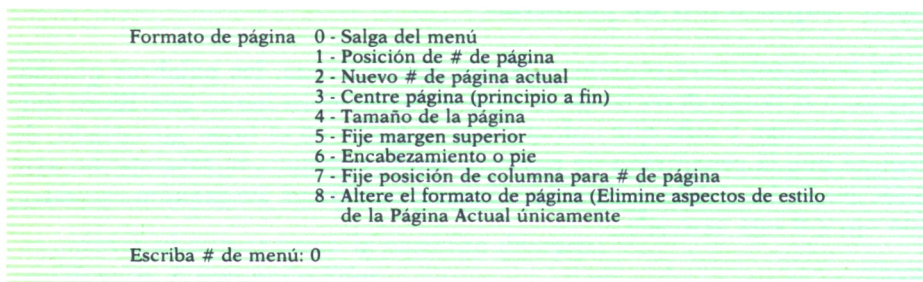 Formato de página 0 - Salga del menú
1 - Posición de # de página
2 - Nuevo # de página actual
3 - Centre página (principio a fin)
4 - Tamaño de la página
5 - Fije margen superior
6 - Encabezamiento o pie
7 - Fije posición de columna para # de página
8 - Altere el formato de página (Elimine aspectos de estilo
de la Página Actual únicamente
Escriba # de menú: 0